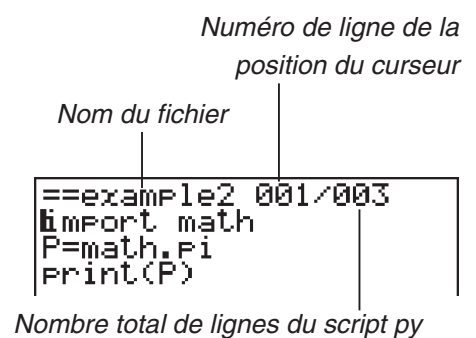 Numéro de ligne de la
position du curseur
Nom du fichier
==example2 001/003
import math
P=math.pi
print(P)
Nombre total de lignes du script py